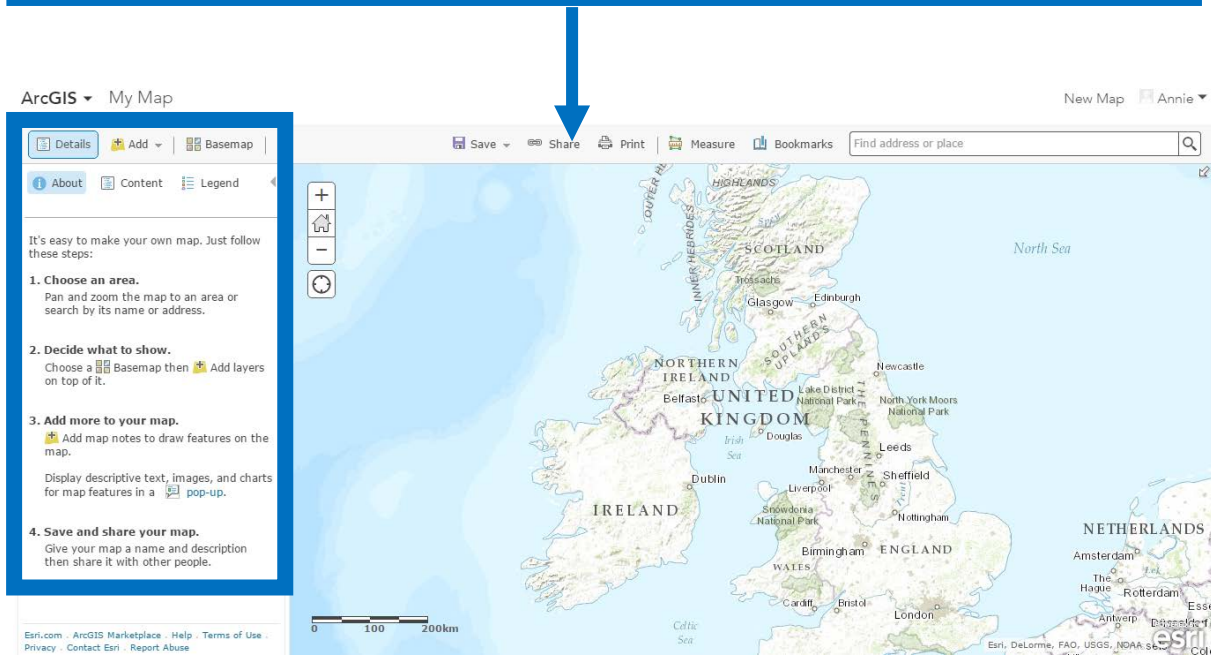 ArcGIS My Map
New Map Annie
Details Add Basemap
Save Share Print Measure Bookmarks Find address or place
About Content Legend
It's easy to make your own map. Just follow
these steps:
1. Choose an area.
Pan and zoom the map to an area or
search by its name or address.
2. Decide what to show.
Choose a Basemap then Add layers
on top of it.
3. Add more to your map.
Add map notes to draw features on the
map.
Display descriptive text, images, and charts
for map features in a pop-up.
4. Save and share your map.
Give your map a name and description
then share it with other people.
Esri.com . ArcGIS Marketplace . Help . Terms of Use .
Privacy . Contact Esri . Report Abuse
HIGHLANDS
INNER HEBRIDES
Spey
SCOTLAND
North Sea
Trossachs
Glasgow
Edinburgh
SOUTHERN
UPLANDS
NORTHERN
IRELAND
Newcastle
Belfast
UNITED
KINGDOM
Lake District
National Park
THE PENNINES
North York Moors
National Park
Irish
Sea
Douglas
Leeds
Dublin
Manchester
Sheffield
Liverpool
Trent
IRELAND
Snowdonia
National Park
Nottingham
NETHERLANDS
Birmingham
ENGLAND
Amsterdam
WALES
The
Hague
Lek
Rotterdam
Cardiff
Bristol
London
Antwerp
Celtic
Sea
0 100 200km
Esri, DeLorme, FAO, USGS, NOAA
esri